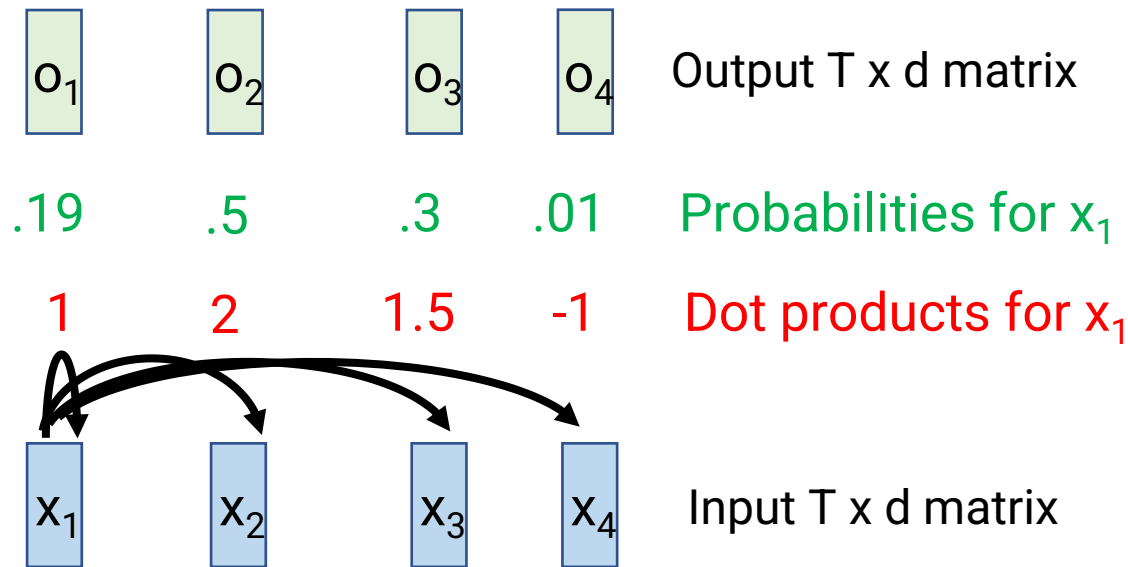 o₁ o₂ o₃ o₄ Output T x d matrix
.19 .5 .3 .01 Probabilities for x₁
1 2 1.5 -1 Dot products for x₁
x₁ x₂ x₃ x₄ Input T x d matrix